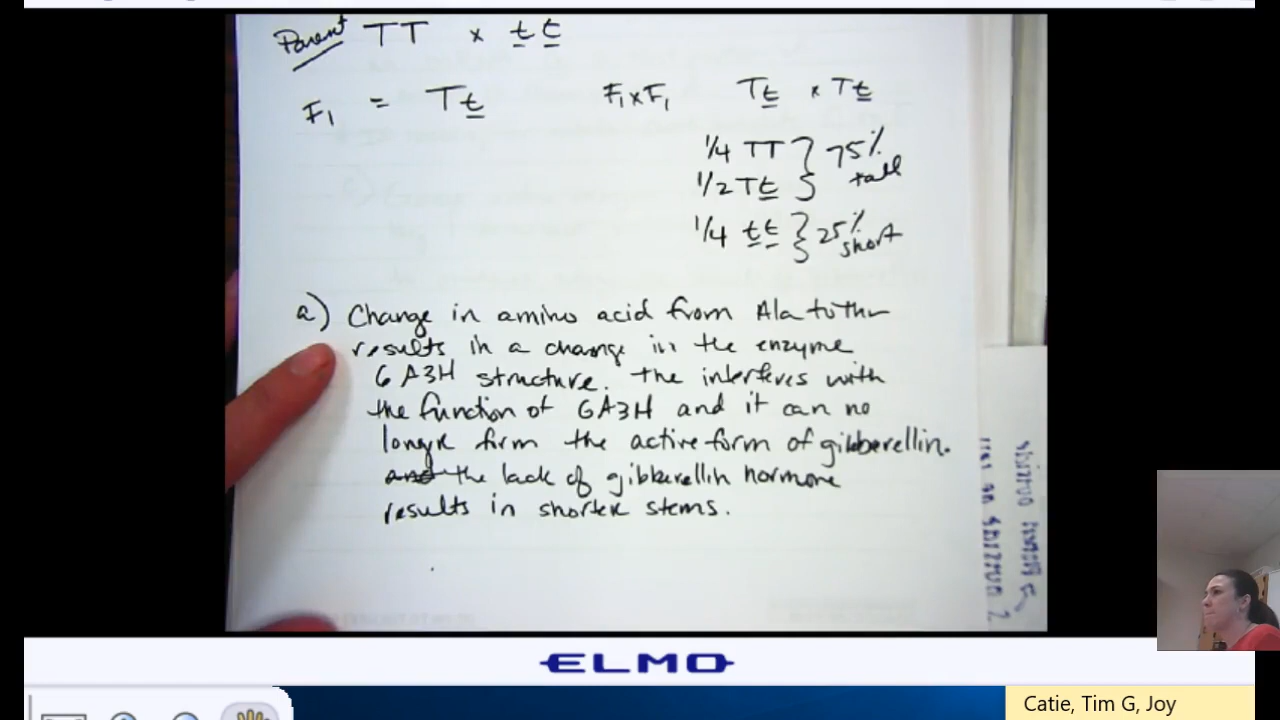 Parent TT x tt
F1 = Tt F1xF1 Tt x Tt
1/4 TT } 75%
1/2 Tt } tall
1/4 tt } 25% short
a) Change in amino acid from Ala to thr
results in a change in the enzyme
GA3H structure. The interferes with
the function of GA3H and it can no
longer form the active form of gibberellin.
and the lack of gibberellin hormone
results in shorter stems.
ELMO
Catie, Tim G, Joy